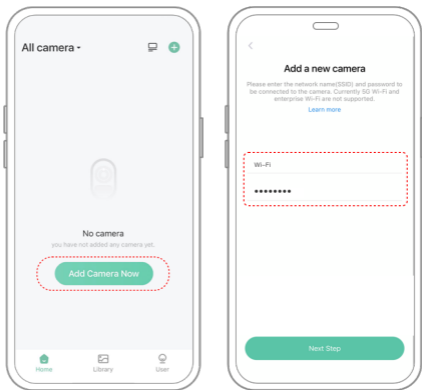 All camera
No camera
you have not added any camera yet.
Add Camera Now
Home
Library
User
Add a new camera
Please enter the network name(SSID) and password to
be connected to the camera. Currently 5G Wi-Fi and
enterprise Wi-Fi are not supported.
Learn more
Wi-Fi
••••••••
Next Step